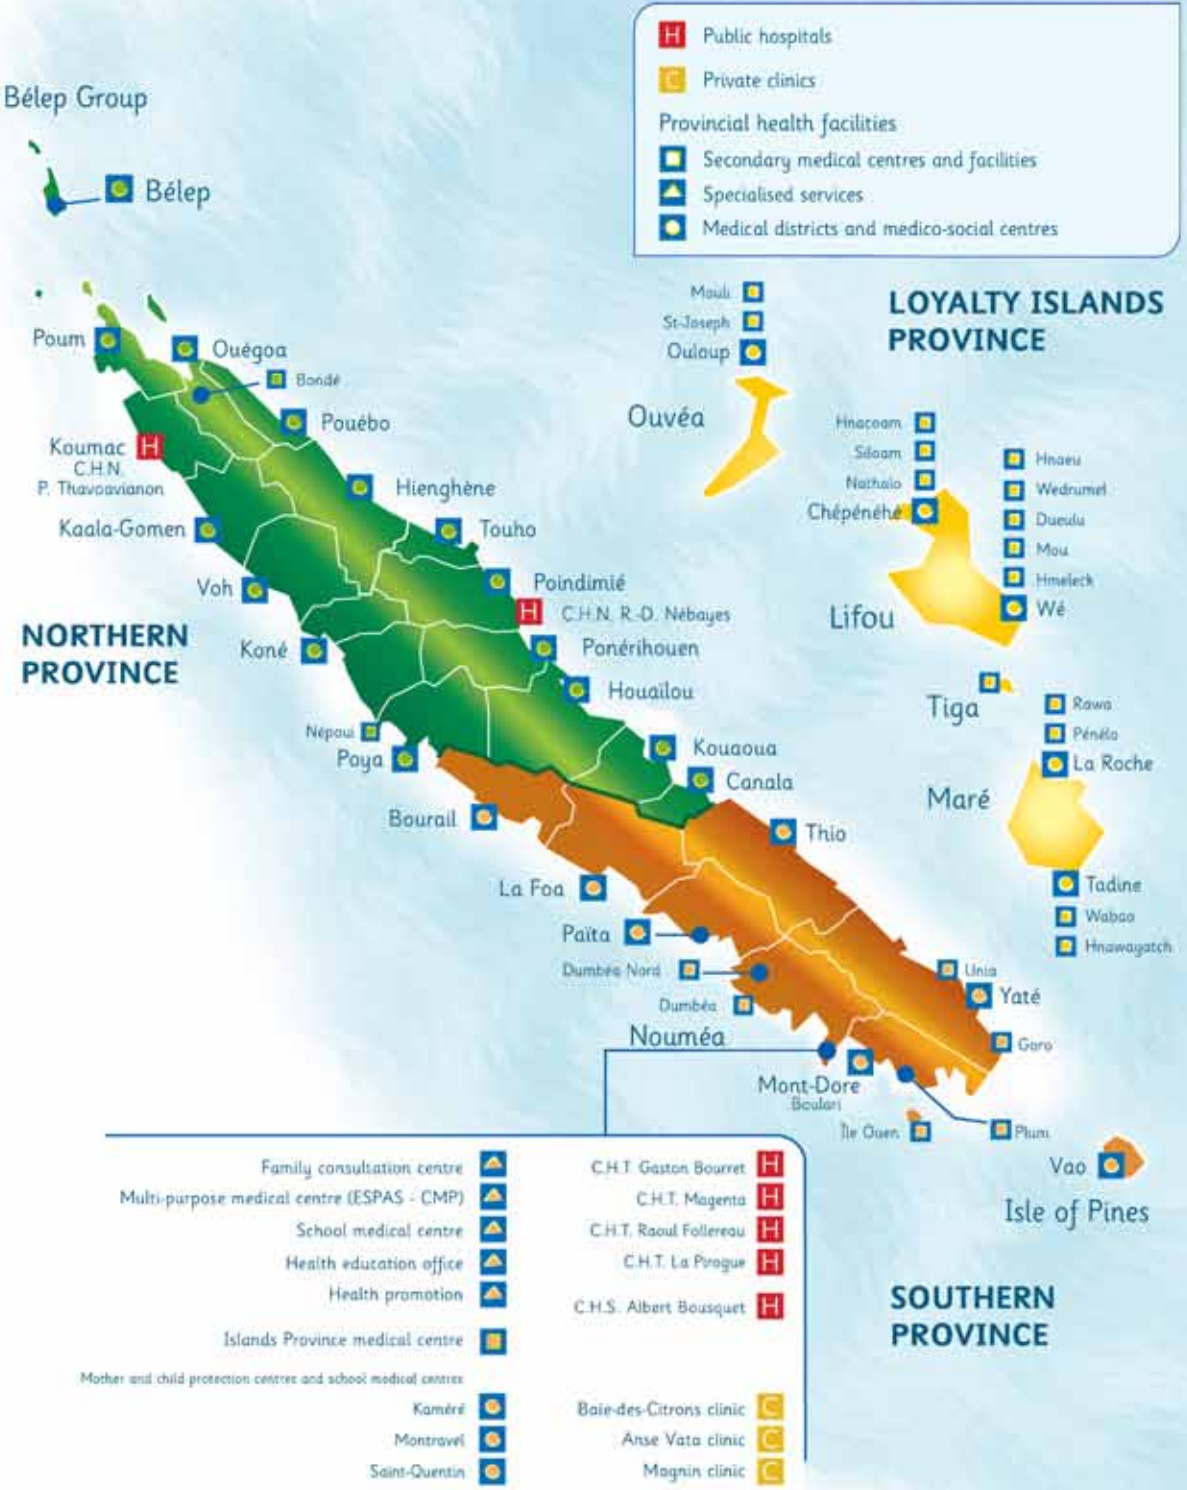 H Public hospitals
C Private clinics
Provincial health facilities
Secondary medical centres and facilities
Specialised services
Medical districts and medico-social centres
Bélep Group
Bélep
LOYALTY ISLANDS
PROVINCE
Mouli
St-Joseph
Ouloup
Ouvéa
Hnacoam
Siloam
Nathalo
Chépénéhé
Hnaeu
Wedrumel
Dueulu
Mou
Hmeleck
Wé
Lifou
Tiga
Rawa
Pénélo
La Roche
Maré
Tadine
Wabao
Hnawayatch
Poum
Ouégoa
Bondé
Pouébo
Koumac H
C.H.N.
P. Thavoavianon
Hienghène
Kaala-Gomen
Touho
Voh
Poindimié
H C.H.N. R.-D. Nébayes
NORTHERN
PROVINCE
Koné
Ponérihouen
Houaïlou
Népoui
Poya
Kouaoua
Canala
Bourail
Thio
La Foa
Païta
Dumbéa Nord
Dumbéa
Unia
Yaté
Nouméa
Goro
Mont-Dore
Boulari
Île Ouen
Plum
Vao
Isle of Pines
SOUTHERN
PROVINCE
Family consultation centre
Multi-purpose medical centre (ESPAS - CMP)
School medical centre
Health education office
Health promotion
Islands Province medical centre
Mother and child protection centres and school medical centres
Kaméré
Montravel
Saint-Quentin
C.H.T. Gaston Bourret H
C.H.T. Magenta H
C.H.T. Raoul Follereau H
C.H.T. La Pirogue H
C.H.S. Albert Bousquet H
Baie-des-Citrons clinic C
Anse Vata clinic C
Magnin clinic C